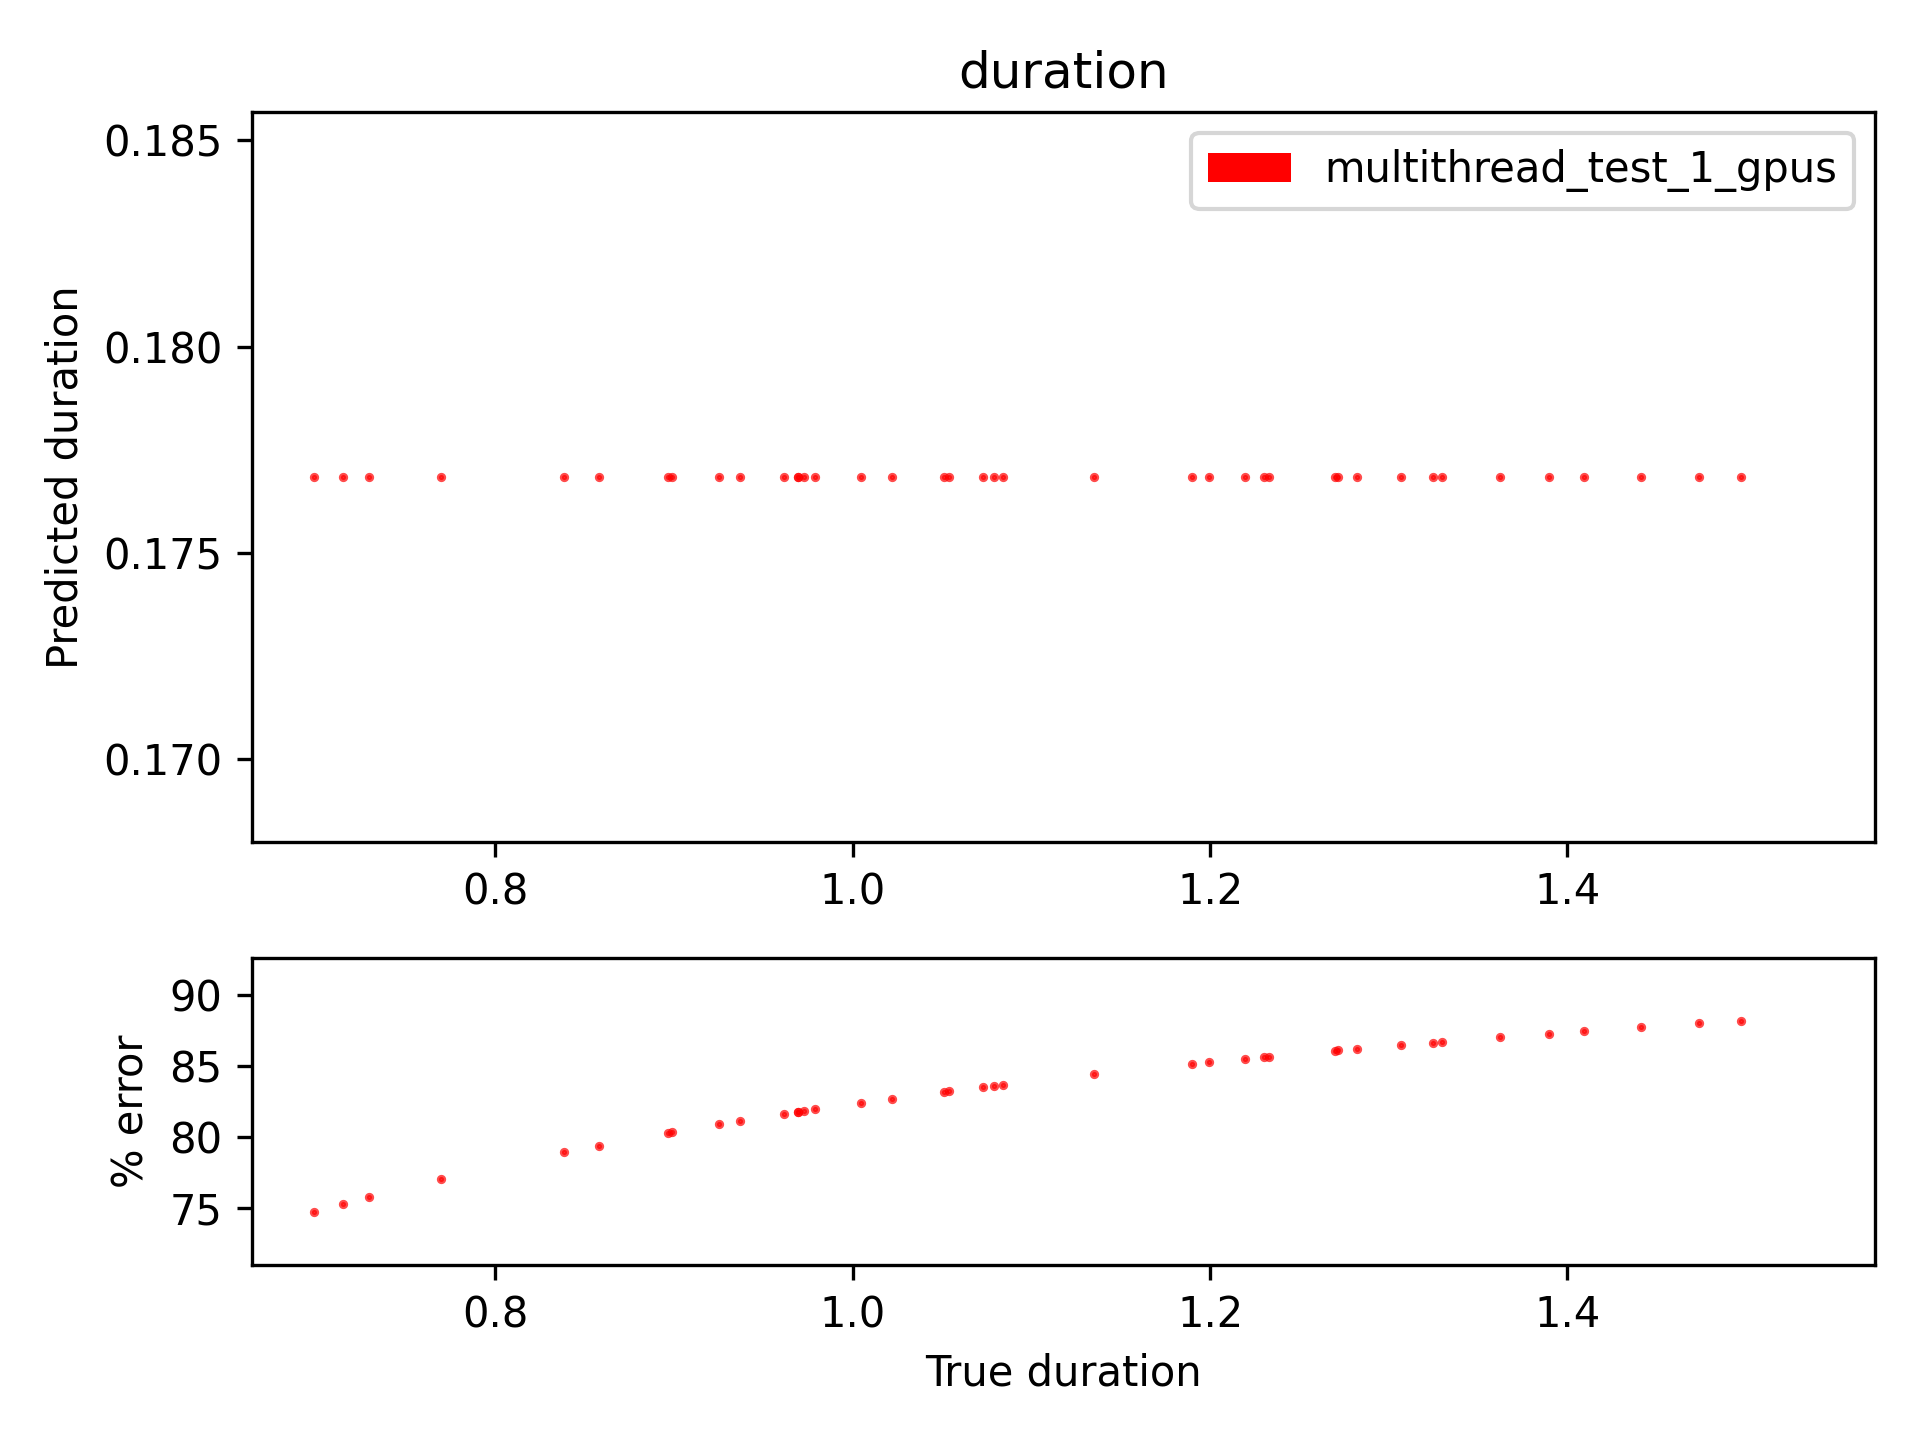 duration
multithread_test_1_gpus
Predicted duration
0.185
0.180
0.175
0.170
0.8 1.0 1.2 1.4
% error
90
85
80
75
0.8 1.0 1.2 1.4
True duration